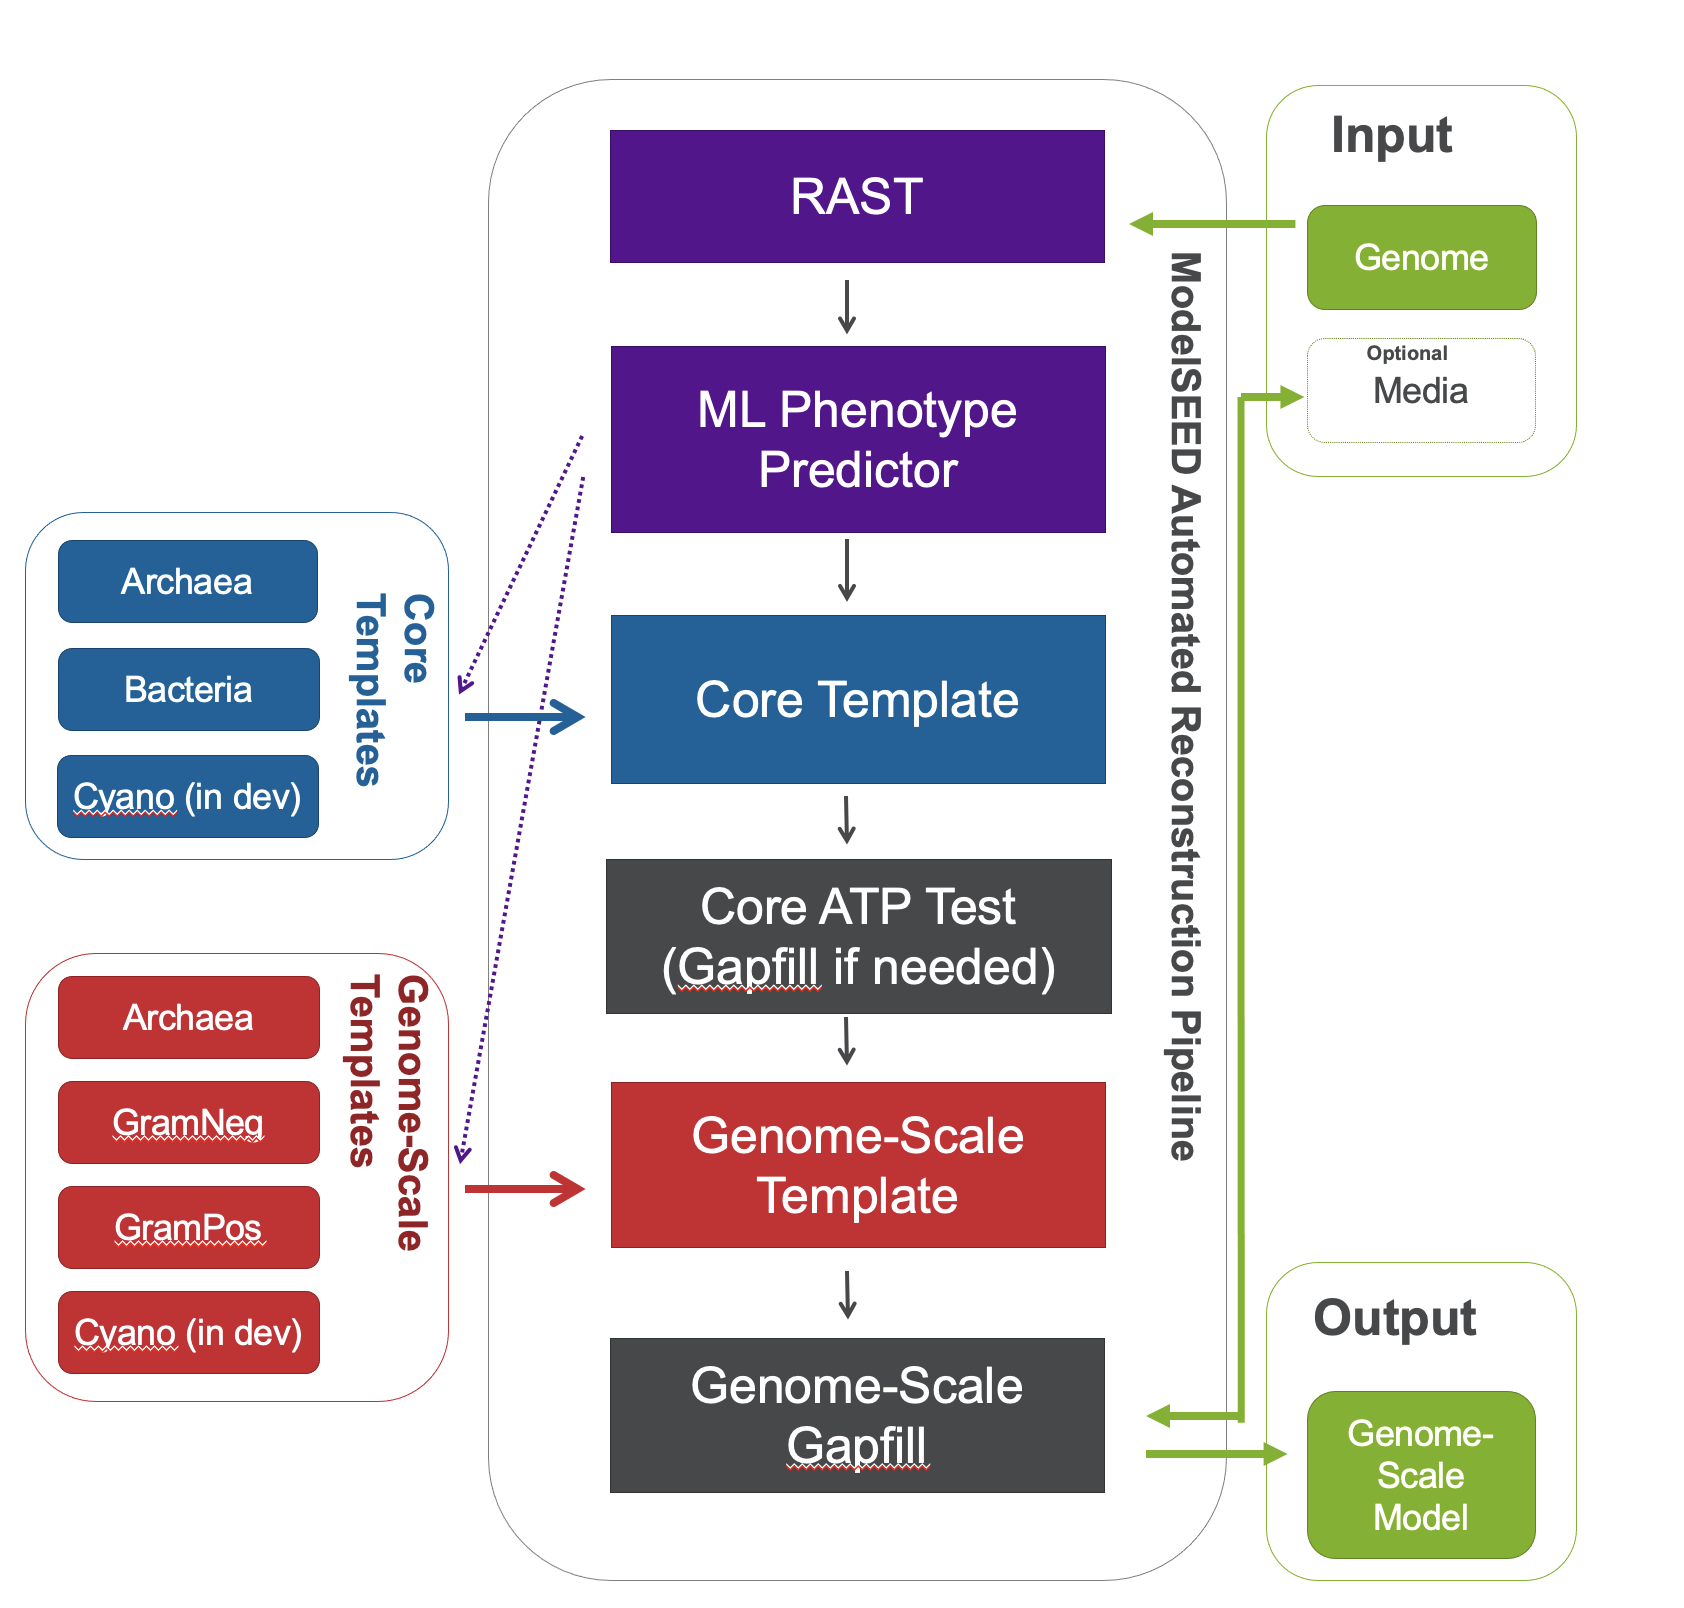 RAST
ML Phenotype
Predictor
Core Template
Core ATP Test
(Gapfill if needed)
Genome-Scale
Template
Genome-Scale
Gapfill
ModelSEED Automated Reconstruction Pipeline
Input
Genome
Optional
Media
Output
Genome-
Scale
Model
Core
Templates
Archaea
Bacteria
Cyano (in dev)
Genome-Scale
Templates
Archaea
GramNeg
GramPos
Cyano (in dev)